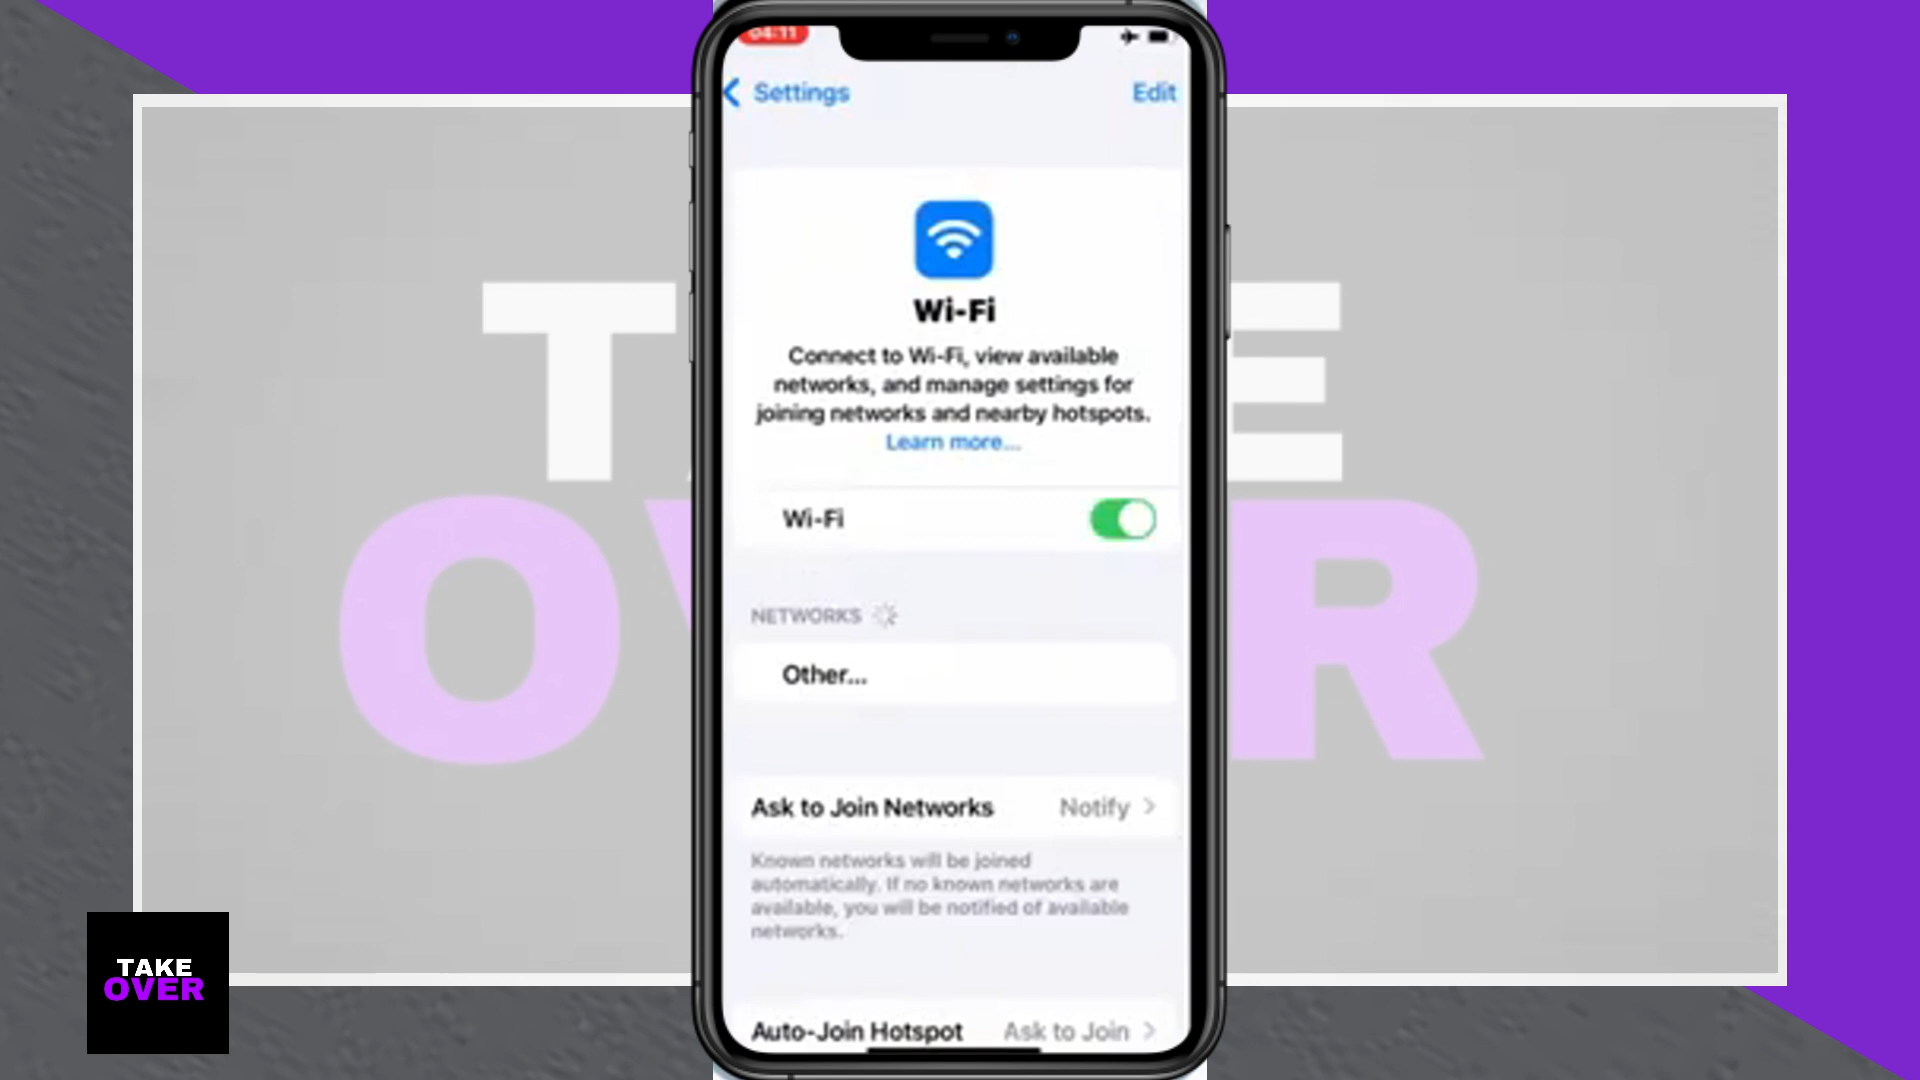 04:11
Settings
Edit
Wi-Fi
Connect to Wi-Fi, view available
networks, and manage settings for
joining networks and nearby hotspots.
Learn more...
Wi-Fi
NETWORKS
Other...
Ask to Join Networks Notify
Known networks will be joined
automatically. If no known networks are
available, you will be notified of available
networks.
Auto-Join Hotspot Ask to Join
TAKE
OVER